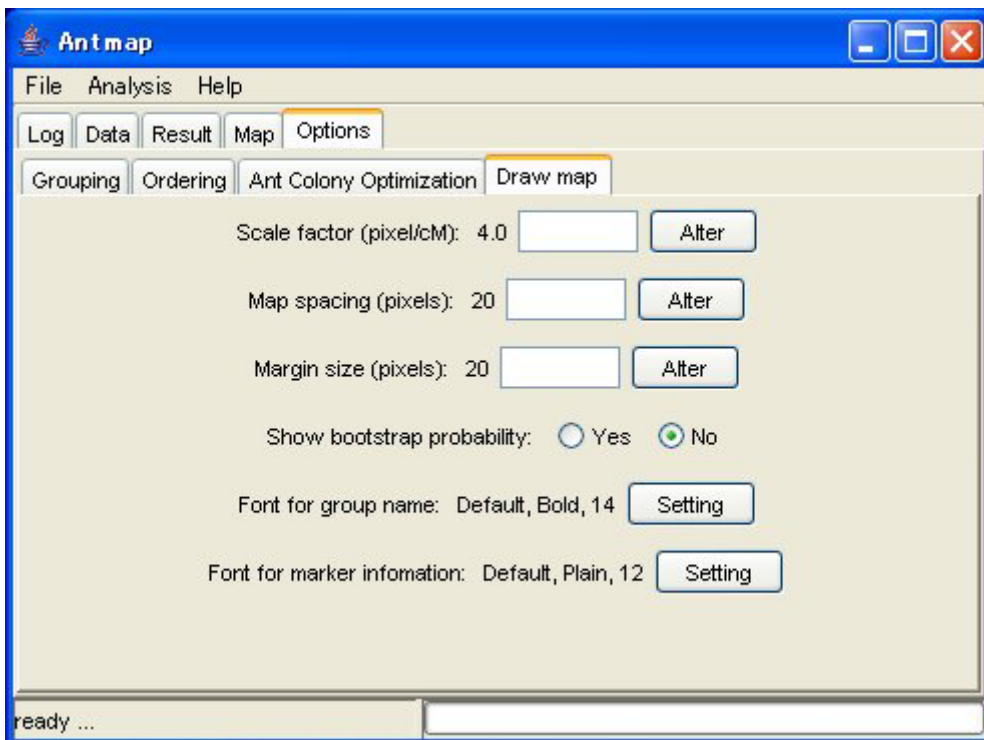 Antmap
File Analysis Help
Log Data Result Map Options
Grouping Ordering Ant Colony Optimization Draw map
Scale factor (pixel/cM): 4.0 Alter
Map spacing (pixels): 20 Alter
Margin size (pixels): 20 Alter
Show bootstrap probability: Yes No
Font for group name: Default, Bold, 14 Setting
Font for marker infomation: Default, Plain, 12 Setting
ready ...